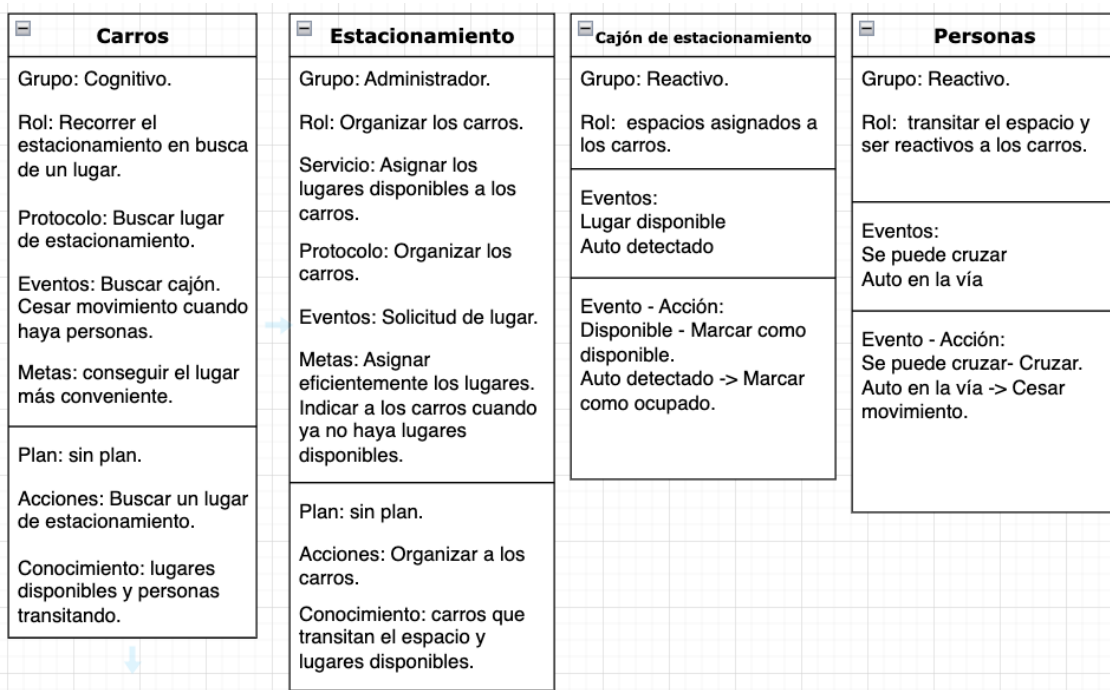 Carros
Grupo: Cognitivo.
Rol: Recorrer el
estacionamiento en busca
de un lugar.
Protocolo: Buscar lugar
de estacionamiento.
Eventos: Buscar cajón.
Cesar movimiento cuando
haya personas.
Metas: conseguir el lugar
más conveniente.
Plan: sin plan.
Acciones: Buscar un lugar
de estacionamiento.
Conocimiento: lugares
disponibles y personas
transitando.
Estacionamiento
Grupo: Administrador.
Rol: Organizar los carros.
Servicio: Asignar los
lugares disponibles a los
carros.
Protocolo: Organizar los
carros.
Eventos: Solicitud de lugar.
Metas: Asignar
eficientemente los lugares.
Indicar a los carros cuando
ya no haya lugares
disponibles.
Plan: sin plan.
Acciones: Organizar a los
carros.
Conocimiento: carros que
transitan el espacio y
lugares disponibles.
Cajón de estacionamiento
Grupo: Reactivo.
Rol: espacios asignados a
los carros.
Eventos:
Lugar disponible
Auto detectado
Evento - Acción:
Disponible - Marcar como
disponible.
Auto detectado -> Marcar
como ocupado.
Personas
Grupo: Reactivo.
Rol: transitar el espacio y
ser reactivos a los carros.
Eventos:
Se puede cruzar
Auto en la vía
Evento - Acción:
Se puede cruzar- Cruzar.
Auto en la vía -> Cesar
movimiento.